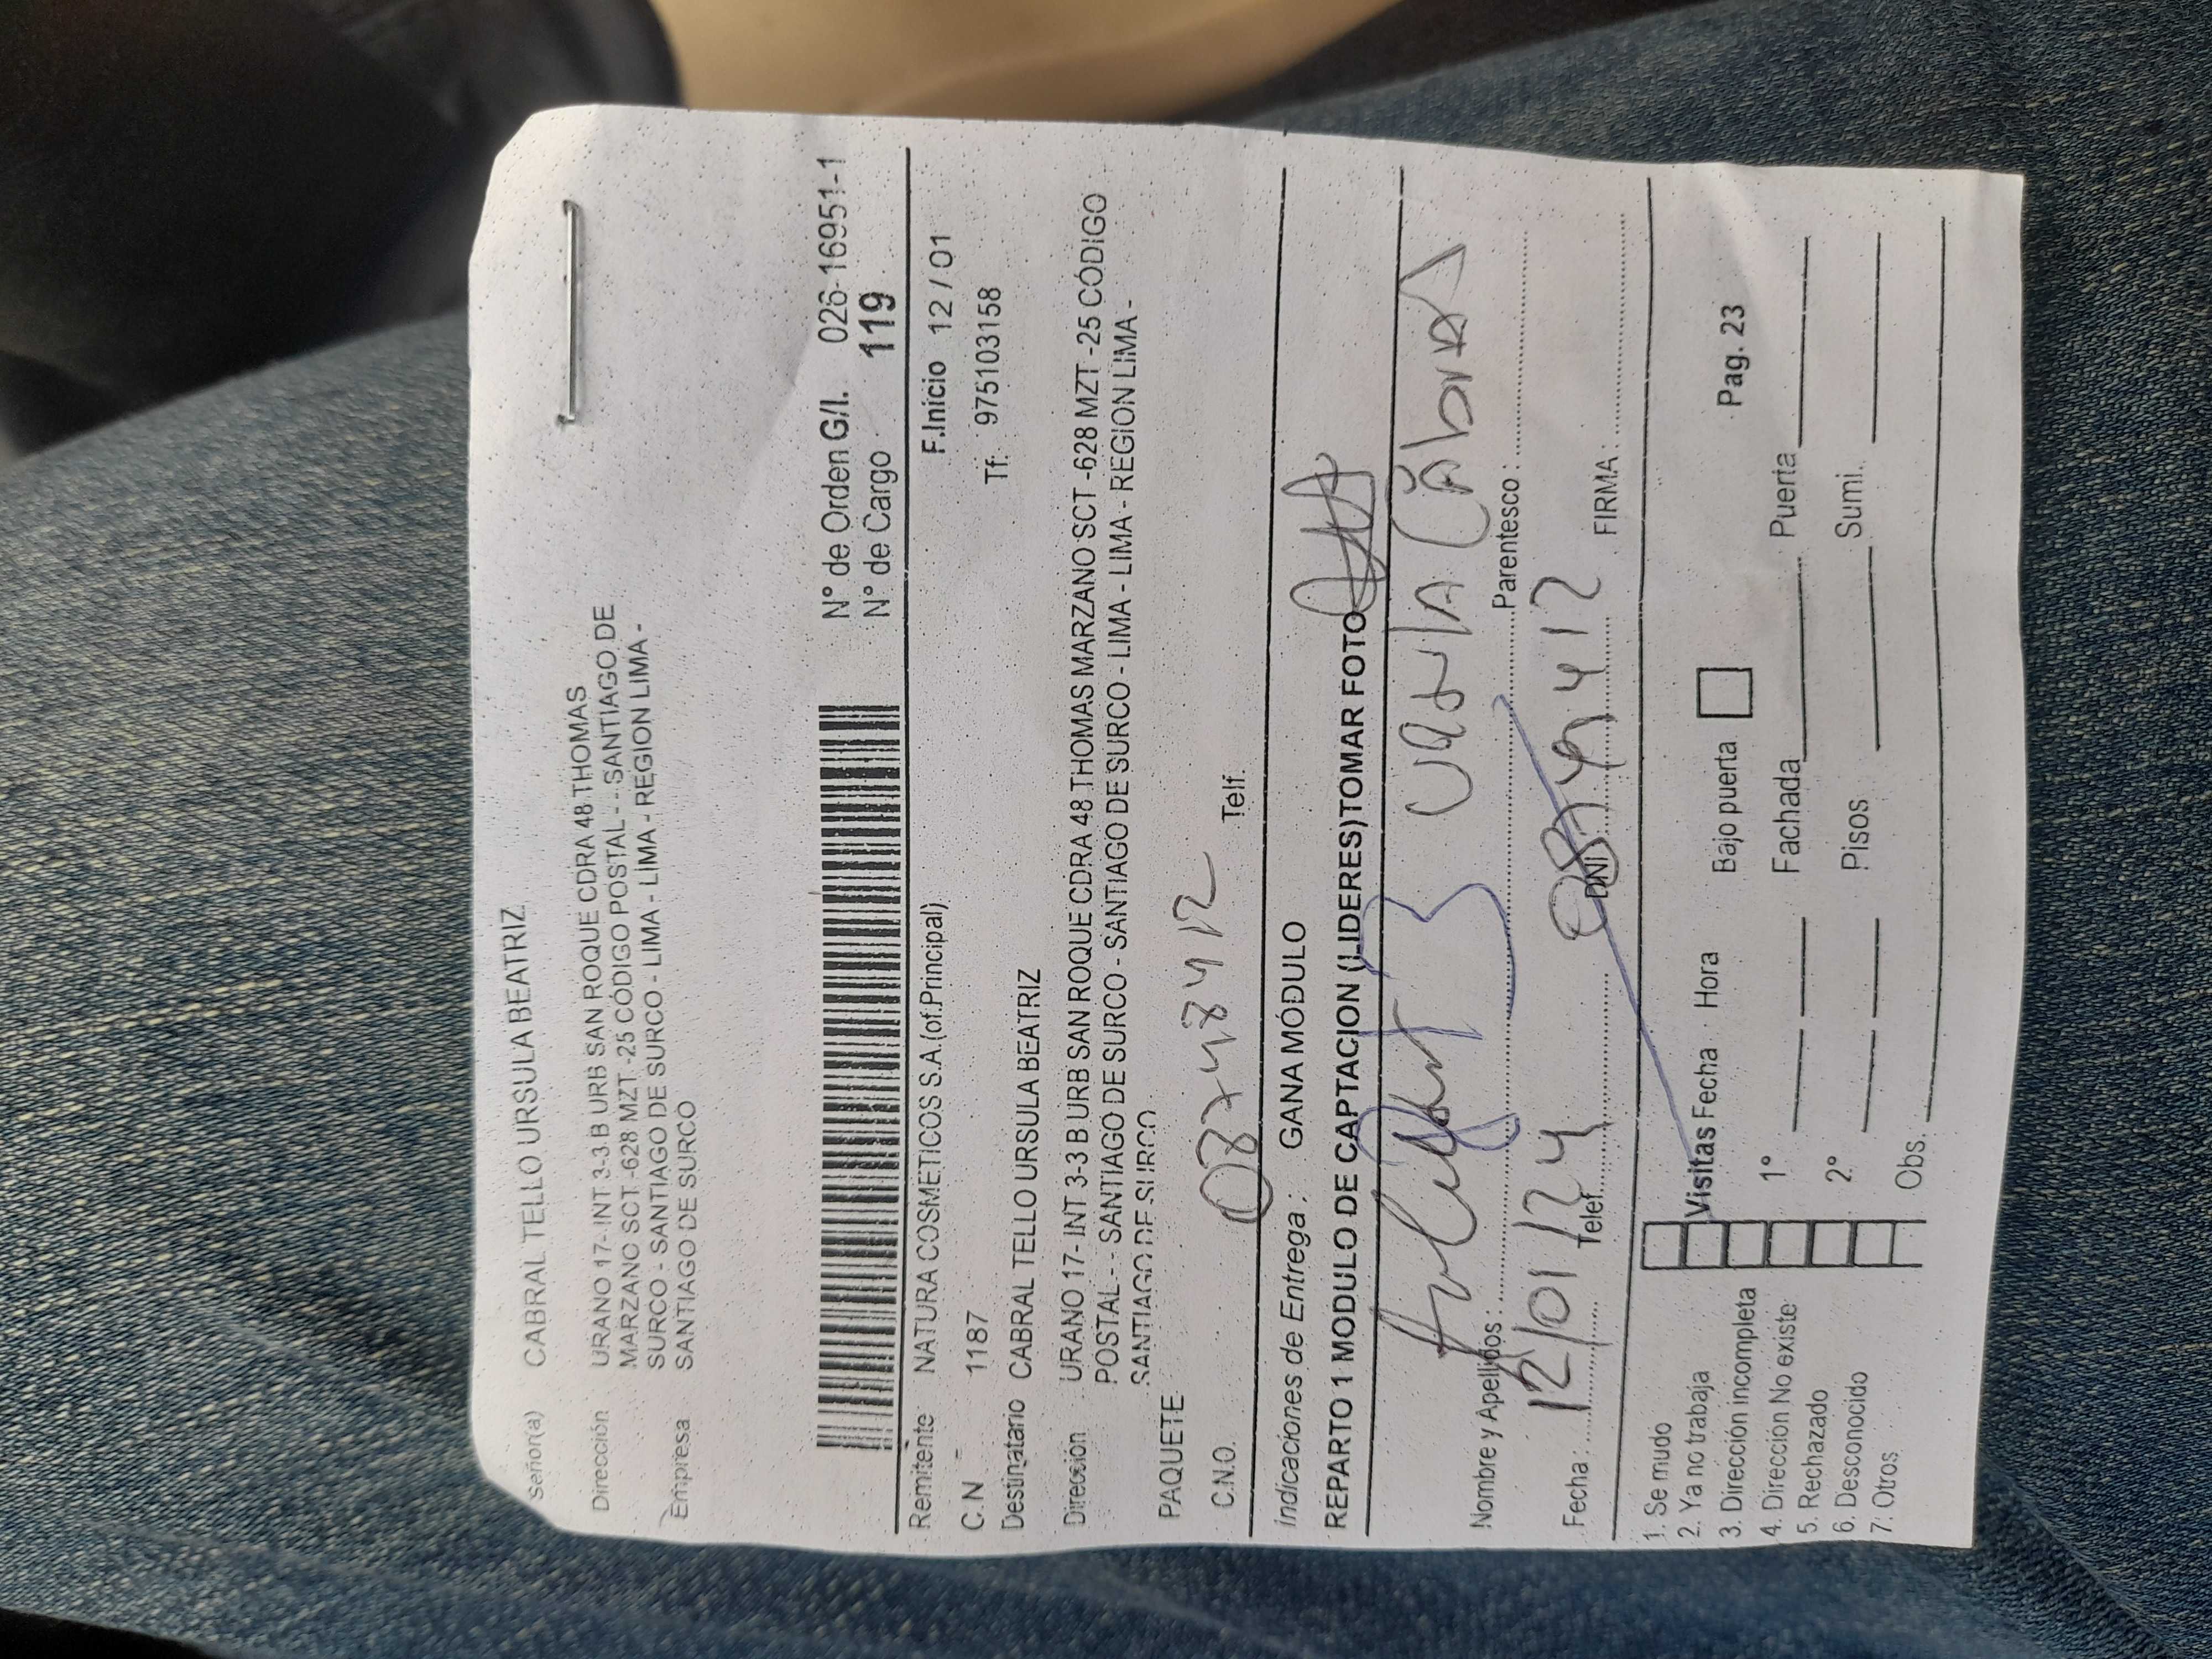 Señor(a) CABRAL TELLO URSULA BEATRIZ
Dirección URANO 17- INT 3-3 B URB SAN ROQUE CDRA 48 THOMAS
MARZANO SCT -628 MZT -25 CÓDIGO POSTAL - - SANTIAGO DE
SURCO - SANTIAGO DE SURCO - LIMA - LIMA - REGION LIMA -
Empresa SANTIAGO DE SURCO
N° de Orden G/I. 026-16951-1
N° de Cargo 119
Remitente NATURA COSMETICOS S.A.(of.Principal) F.Inicio 12 / 01
C.N 1187 Tf. 975103158
Destinatario CABRAL TELLO URSULA BEATRIZ
Dirección URANO 17- INT 3-3 B URB SAN ROQUE CDRA 48 THOMAS MARZANO SCT -628 MZT -25 CÓDIGO
POSTAL - - SANTIAGO DE SURCO - SANTIAGO DE SURCO - LIMA - LIMA - REGION LIMA -
SANTIAGO DE SURCO
PAQUETE
C.N.O. Telf.
Indicaciones de Entrega : GANA MÓDULO
REPARTO 1 MODULO DE CAPTACION (LIDERES)TOMAR FOTO
Nombre y Apellidos : Parentesco :
12/01/24
Fecha : Telef. DNI FIRMA
1. Se mudo
2. Ya no trabaja
3. Dirección incompleta
4. Dirección No existe
5. Rechazado
6. Desconocido
7. Otros
Visitas Fecha Hora Bajo puerta Pag. 23
1° Fachada Puerta
2° Pisos Sumi.
Obs.